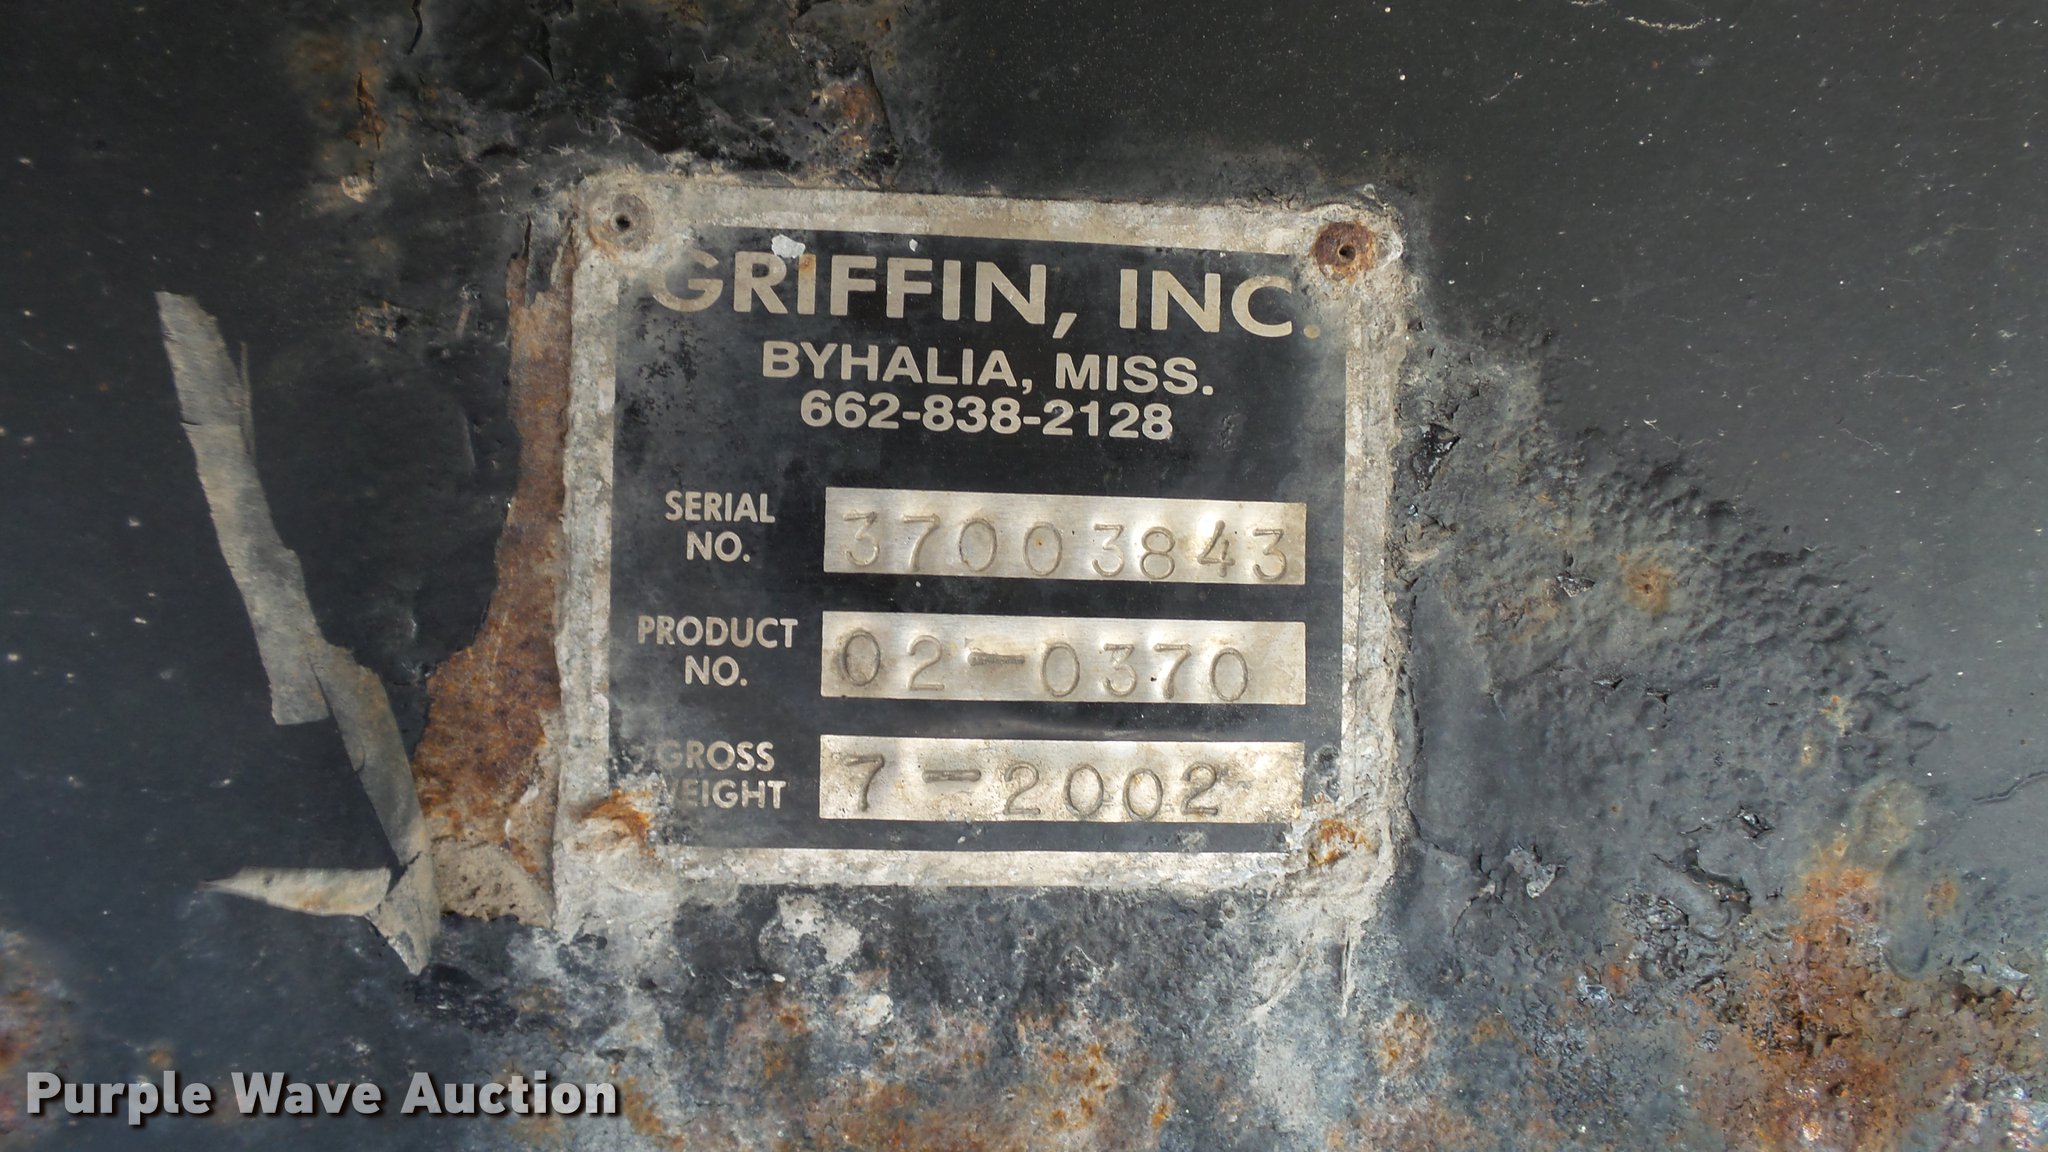 GRIFFIN, INC.
BYHALIA, MISS.
662-838-2128
SERIAL NO. 37003843
PRODUCT NO. 02-0370
GROSS WEIGHT 7-2002
Purple Wave Auction